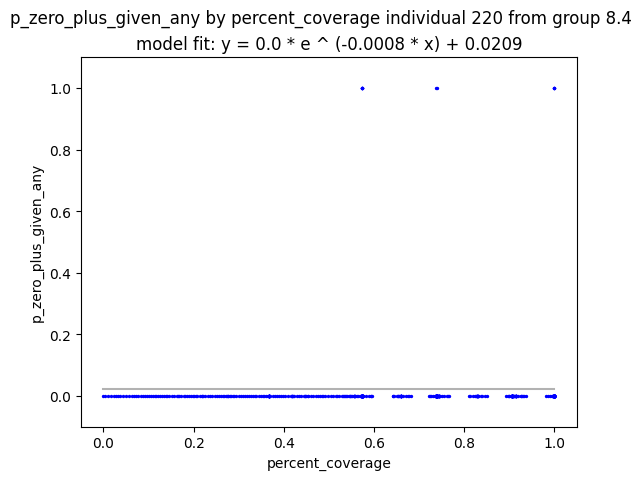 p_zero_plus_given_any by percent_coverage individual 220 from group 8.4
model fit: y = 0.0 * e ^ (-0.0008 * x) + 0.0209
1.0
0.8
0.6
0.4
0.2
0.0
p_zero_plus_given_any
0.0 0.2 0.4 0.6 0.8 1.0
percent_coverage